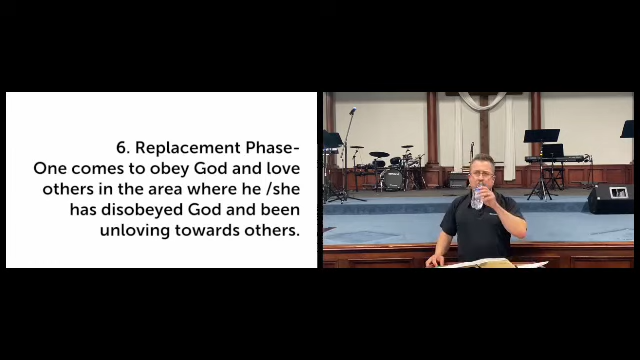 6. Replacement Phase-
One comes to obey God and love
others in the area where he /she
has disobeyed God and been
unloving towards others.